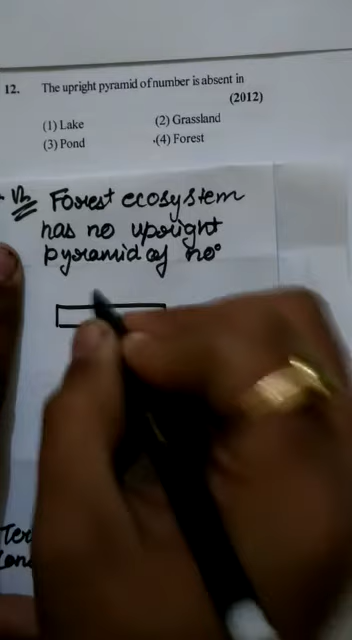 12. The upright pyramid of number is absent in
(2012)
(1) Lake (2) Grassland
(3) Pond (4) Forest
Forest ecosystem
has no upright
pyramid of no°